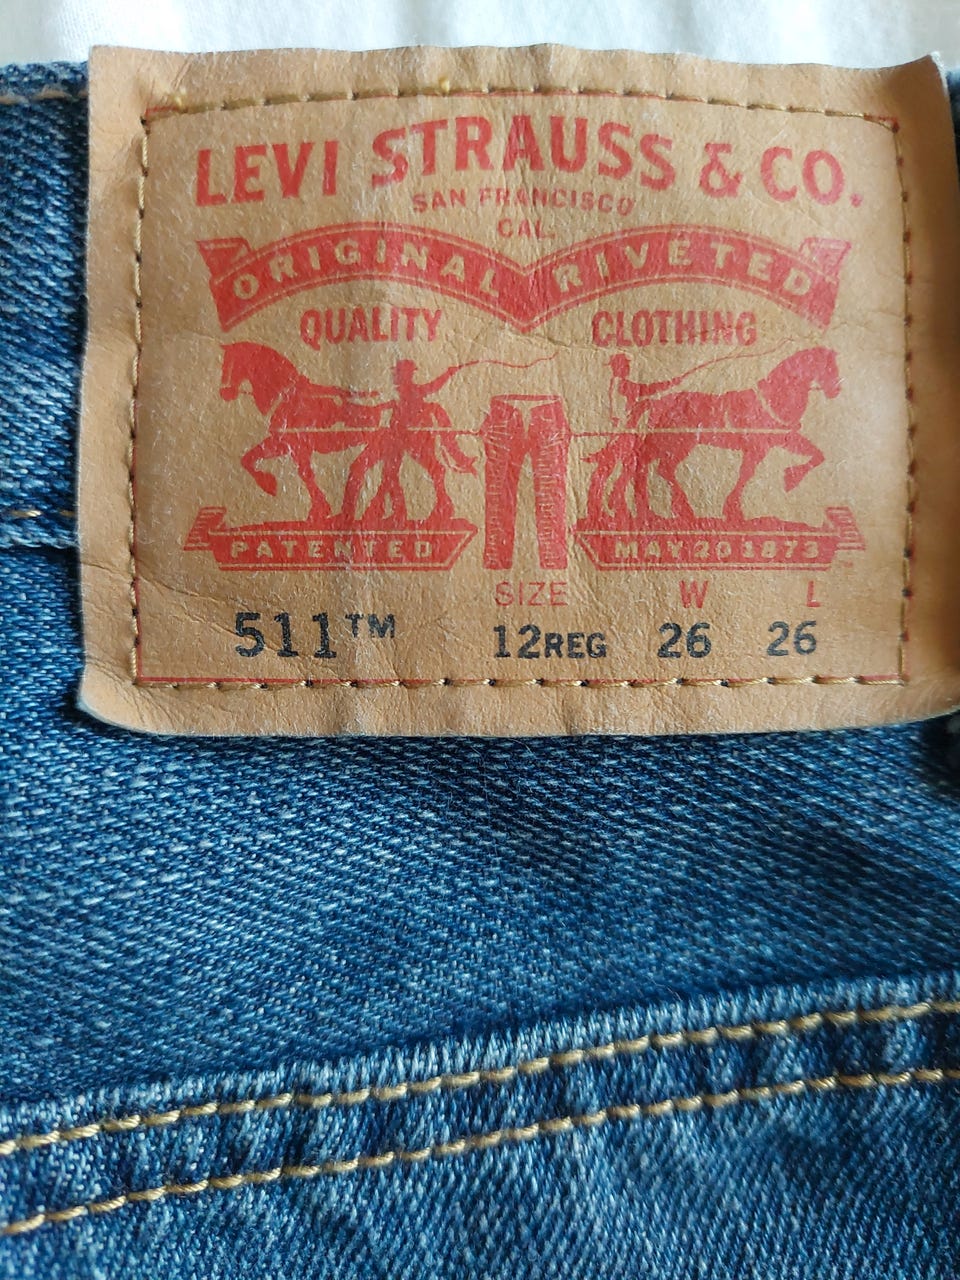 LEVI STRAUSS & CO.
SAN FRANCISCO
CAL.
ORIGINAL RIVETED
QUALITY CLOTHING
PATENTED MAY 20 1873
SIZE W L
511™ 12REG 26 26